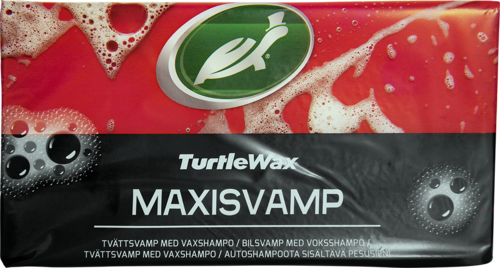 TurtleWax
MAXISVAMP
TVÄTTSVAMP MED VAXSHAMPO / BILSVAMP MED VOKSSHAMPO /
TVÄTTSVAMP MED VAXSHAMPO / AUTOSHAMPOOTA SISÄLTÄVÄ PESUSIENI